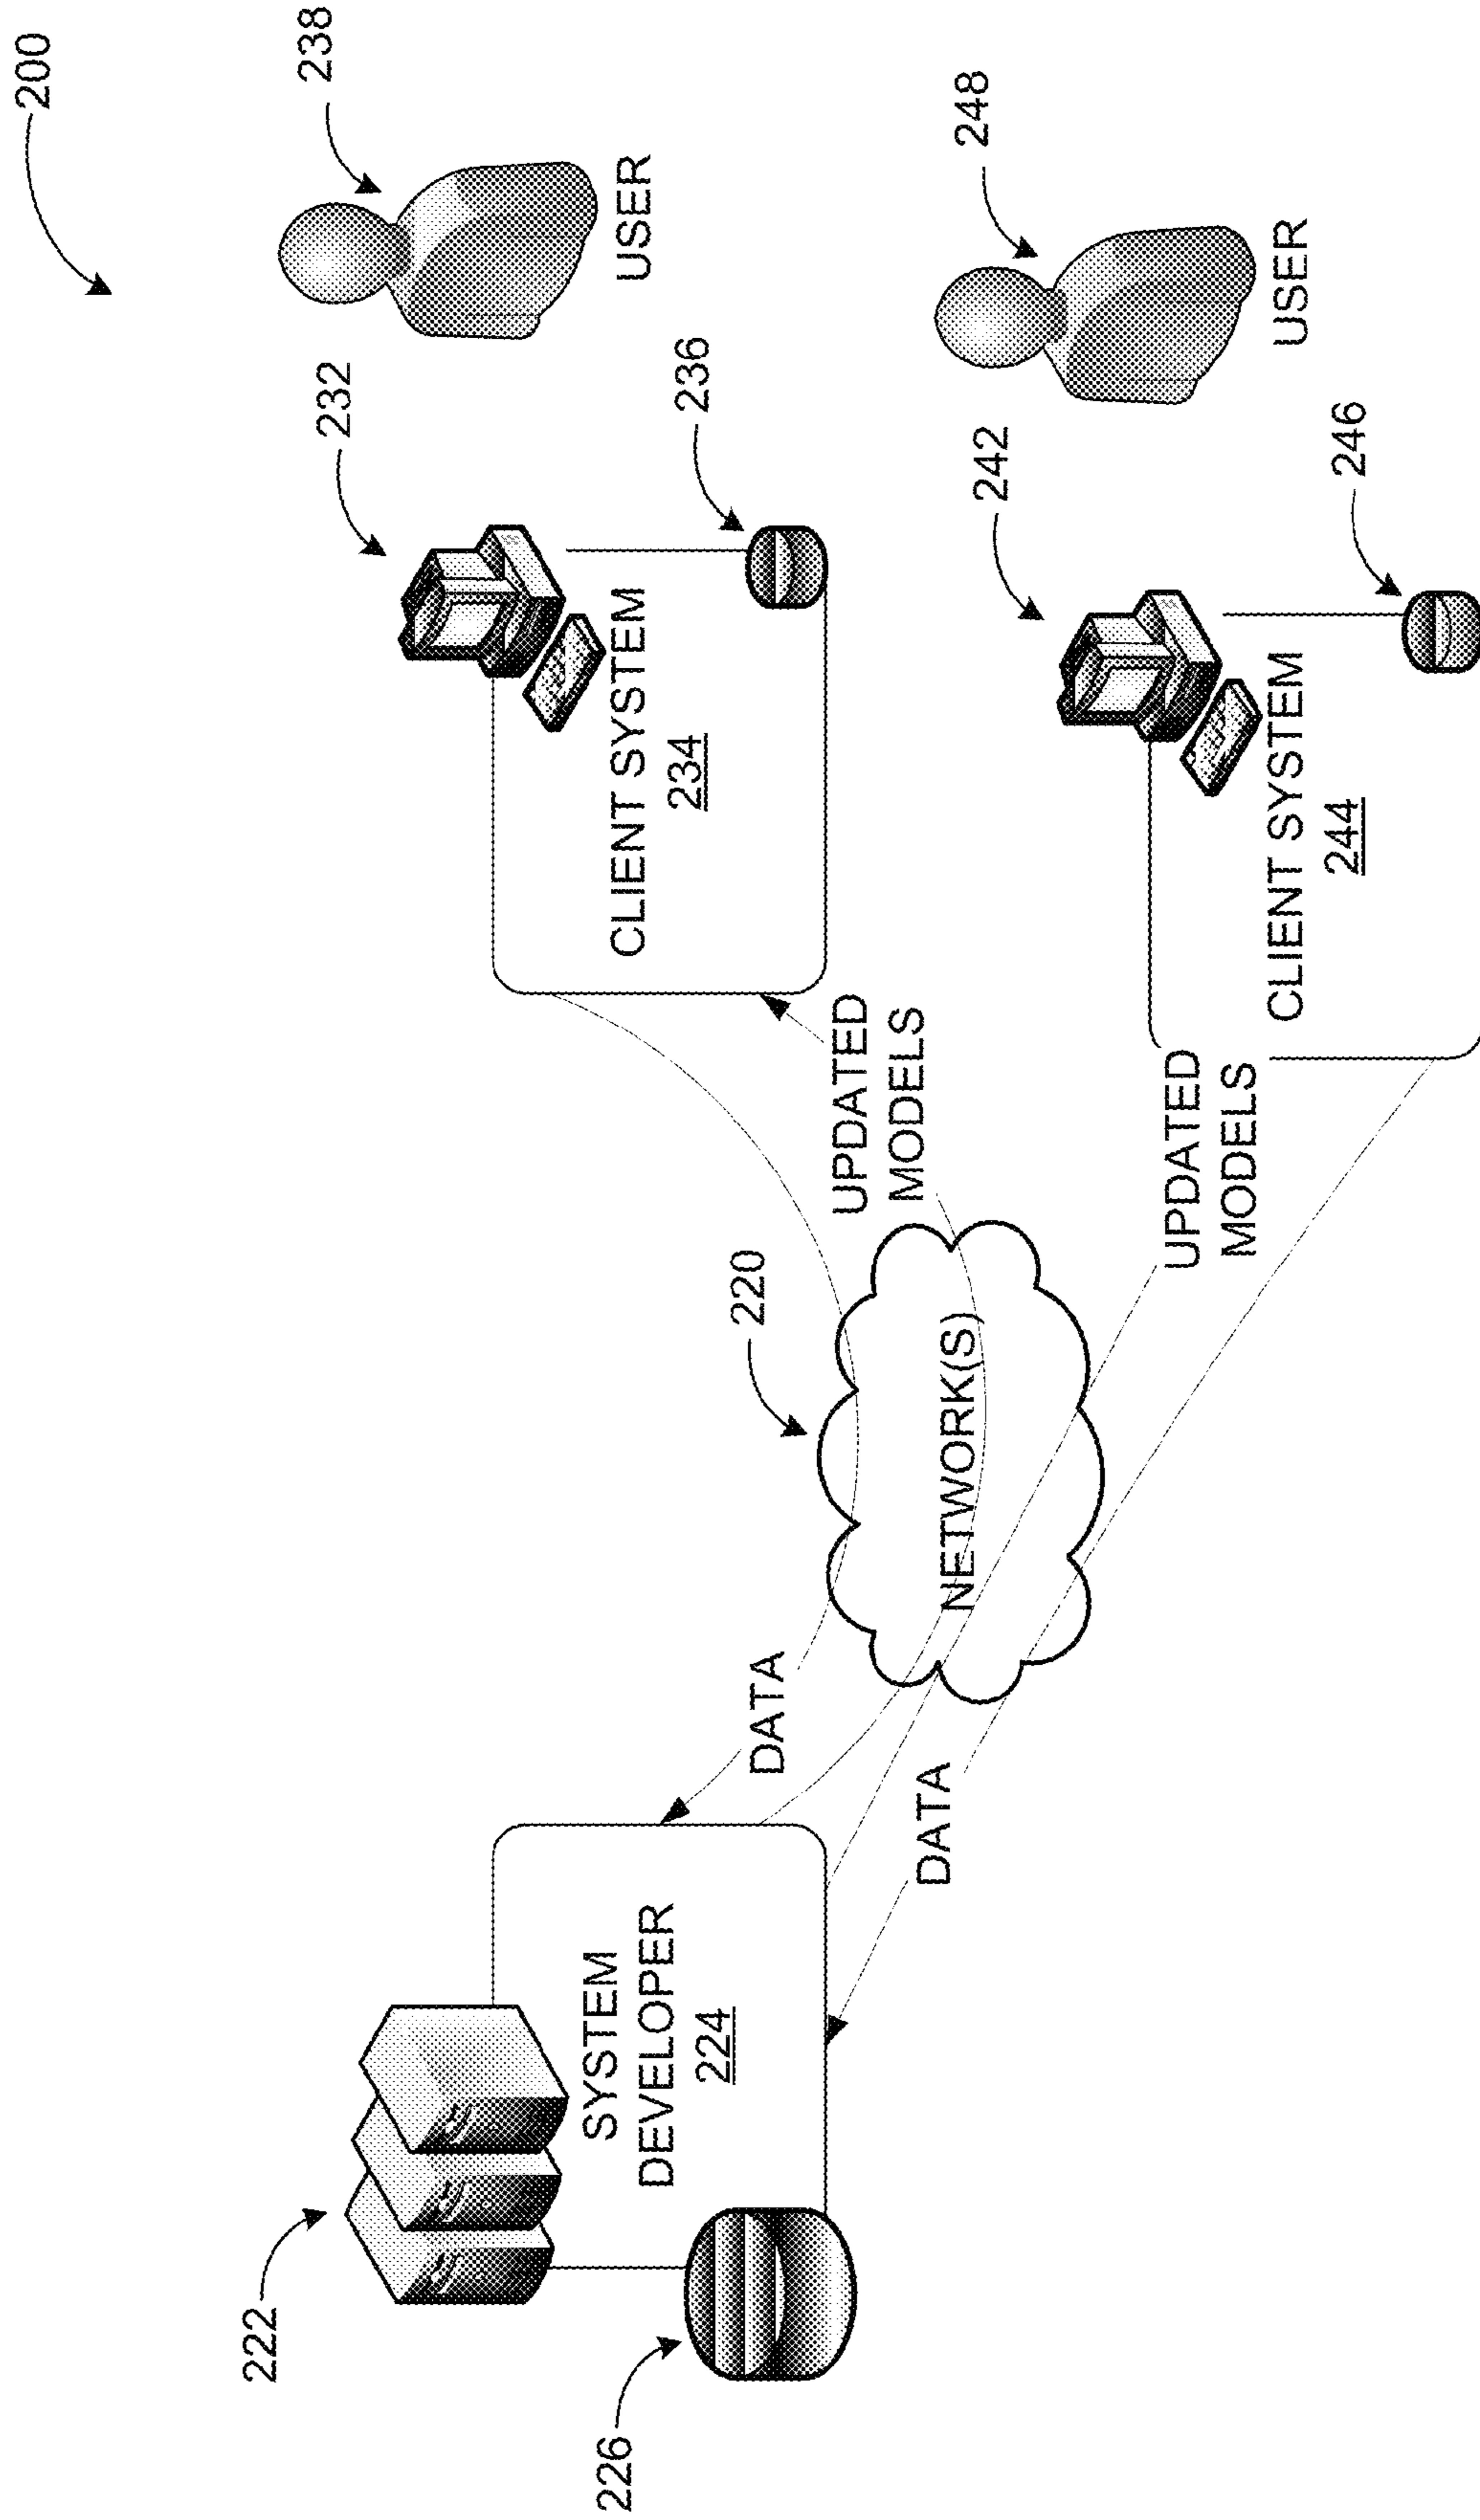 200
222
232
238
USER
CLIENT SYSTEM
234
236
226
SYSTEM
DEVELOPER
224
DATA
220
UPDATED
MODELS
NETWORK(S)
DATA
242
248
USER
UPDATED
MODELS
CLIENT SYSTEM
244
246